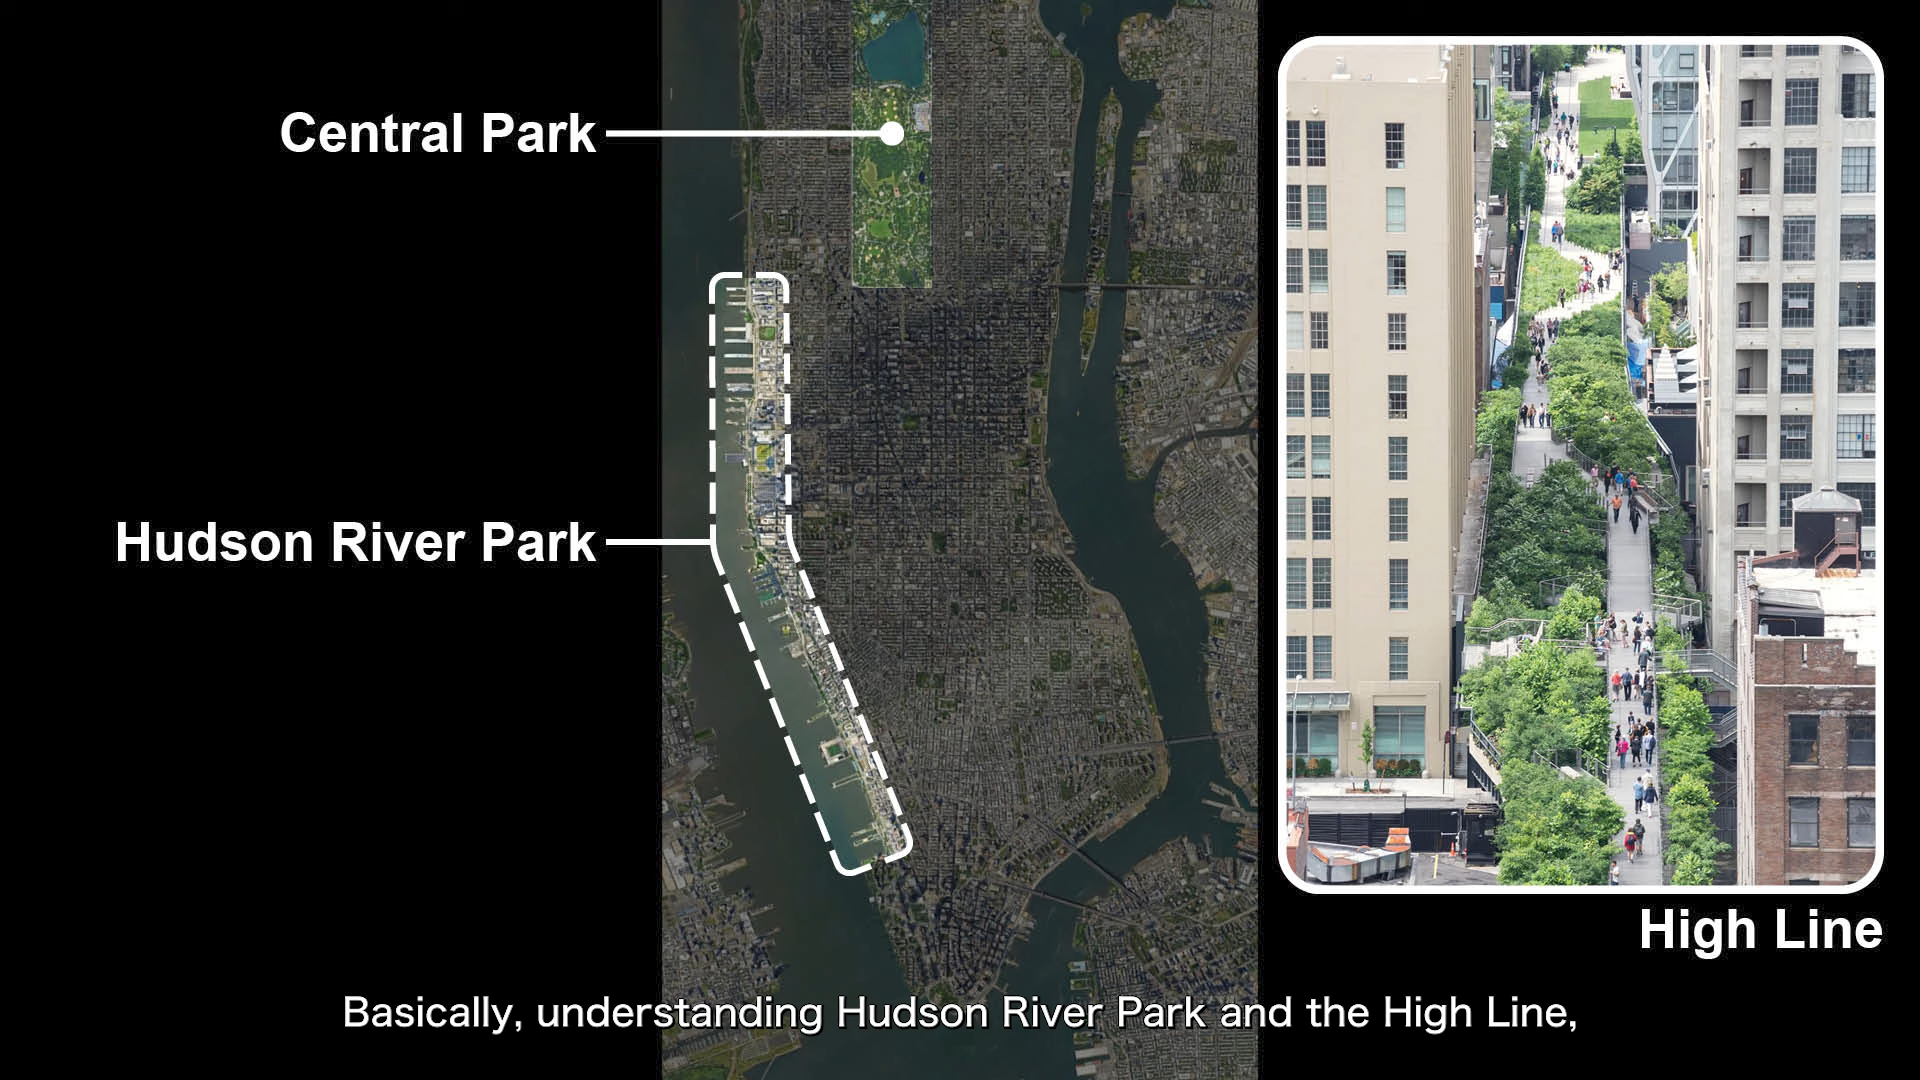 Central Park
Hudson River Park
High Line
Basically, understanding Hudson River Park and the High Line,